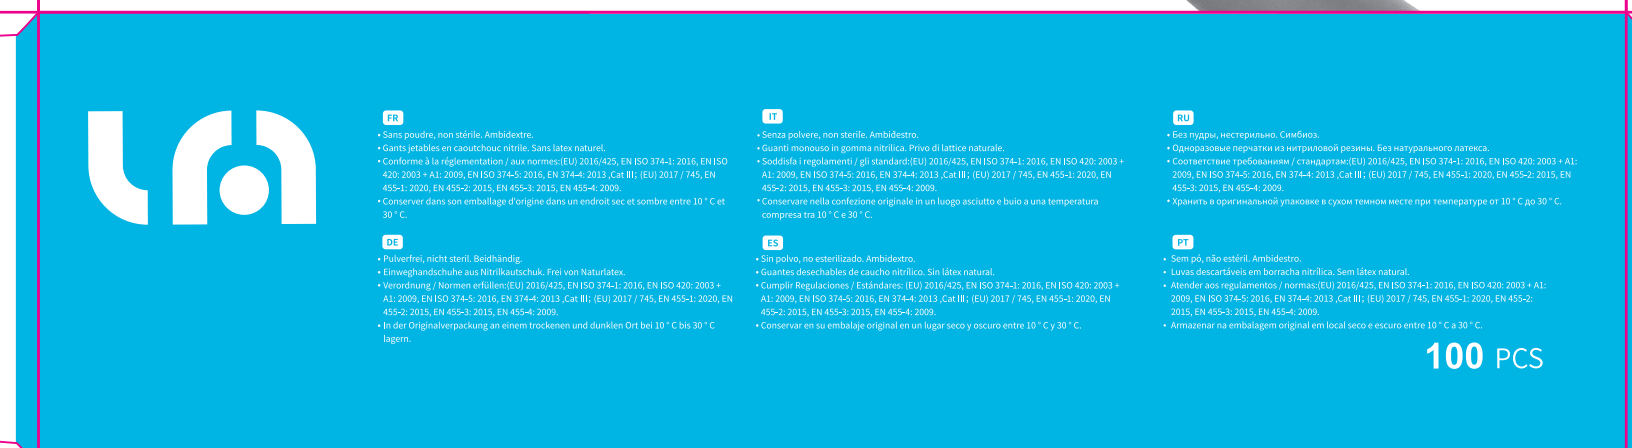 FR
• Sans poudre, non stérile. Ambidextre.
• Gants jetables en caoutchouc nitrile. Sans latex naturel.
• Conforme à la réglementation / aux normes:(EU) 2016/425, EN ISO 374-1: 2016, EN ISO
420: 2003 + A1: 2009, EN ISO 374-5: 2016, EN 374-4: 2013 ,Cat III; (EU) 2017 / 745, EN
455-1: 2020, EN 455-2: 2015, EN 455-3: 2015, EN 455-4: 2009.
• Conserver dans son emballage d'origine dans un endroit sec et sombre entre 10 ° C et
30 ° C.
DE
• Pulverfrei, nicht steril. Beidhändig.
• Einweghandschuhe aus Nitrilkautschuk. Frei von Naturlatex.
• Verordnung / Normen erfüllen:(EU) 2016/425, EN ISO 374-1: 2016, EN ISO 420: 2003 +
A1: 2009, EN ISO 374-5: 2016, EN 374-4: 2013 ,Cat III; (EU) 2017 / 745, EN 455-1: 2020, EN
455-2: 2015, EN 455-3: 2015, EN 455-4: 2009.
• In der Originalverpackung an einem trockenen und dunklen Ort bei 10 ° C bis 30 ° C
lagern.
IT
• Senza polvere, non sterile. Ambidestro.
• Guanti monouso in gomma nitrilica. Privo di lattice naturale.
• Soddisfa i regolamenti / gli standard:(EU) 2016/425, EN ISO 374-1: 2016, EN ISO 420: 2003 +
A1: 2009, EN ISO 374-5: 2016, EN 374-4: 2013 ,Cat III; (EU) 2017 / 745, EN 455-1: 2020, EN
455-2: 2015, EN 455-3: 2015, EN 455-4: 2009.
• Conservare nella confezione originale in un luogo asciutto e buio a una temperatura
compresa tra 10 ° C e 30 ° C.
ES
• Sin polvo, no esterilizado. Ambidextro.
• Guantes desechables de caucho nitrílico. Sin látex natural.
• Cumplir Regulaciones / Estándares: (EU) 2016/425, EN ISO 374-1: 2016, EN ISO 420: 2003 +
A1: 2009, EN ISO 374-5: 2016, EN 374-4: 2013 ,Cat III; (EU) 2017 / 745, EN 455-1: 2020, EN
455-2: 2015, EN 455-3: 2015, EN 455-4: 2009.
• Conservar en su embalaje original en un lugar seco y oscuro entre 10 ° C y 30 ° C.
RU
• Без пудры, нестерильно. Симбиоз.
• Одноразовые перчатки из нитриловой резины. Без натурального латекса.
• Соответствие требованиям / стандартам:(EU) 2016/425, EN ISO 374-1: 2016, EN ISO 420: 2003 + A1:
2009, EN ISO 374-5: 2016, EN 374-4: 2013 ,Cat III; (EU) 2017 / 745, EN 455-1: 2020, EN 455-2: 2015, EN
455-3: 2015, EN 455-4: 2009.
• Хранить в оригинальной упаковке в сухом темном месте при температуре от 10 ° C до 30 ° C.
PT
• Sem pó, não estéril. Ambidestro.
• Luvas descartáveis em borracha nitrílica. Sem látex natural.
• Atender aos regulamentos / normas:(EU) 2016/425, EN ISO 374-1: 2016, EN ISO 420: 2003 + A1:
2009, EN ISO 374-5: 2016, EN 374-4: 2013 ,Cat III; (EU) 2017 / 745, EN 455-1: 2020, EN 455-2:
2015, EN 455-3: 2015, EN 455-4: 2009.
• Armazenar na embalagem original em local seco e escuro entre 10 ° C a 30 ° C.
100 PCS